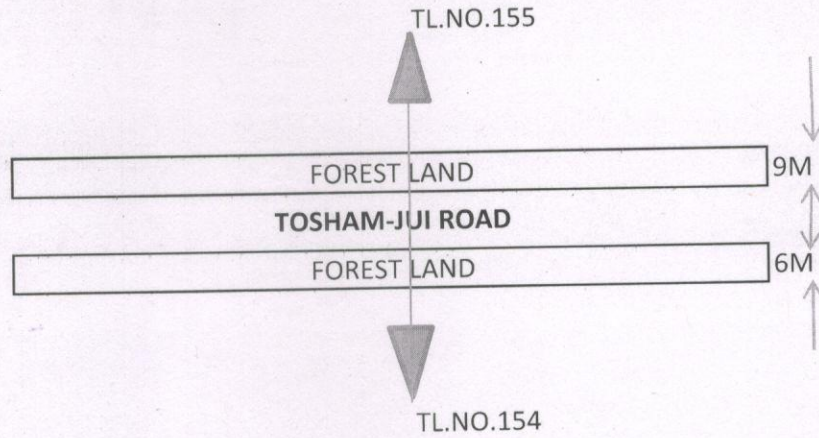 TL.NO.155
FOREST LAND
9M
TOSHAM-JUI ROAD
FOREST LAND
6M
TL.NO.154